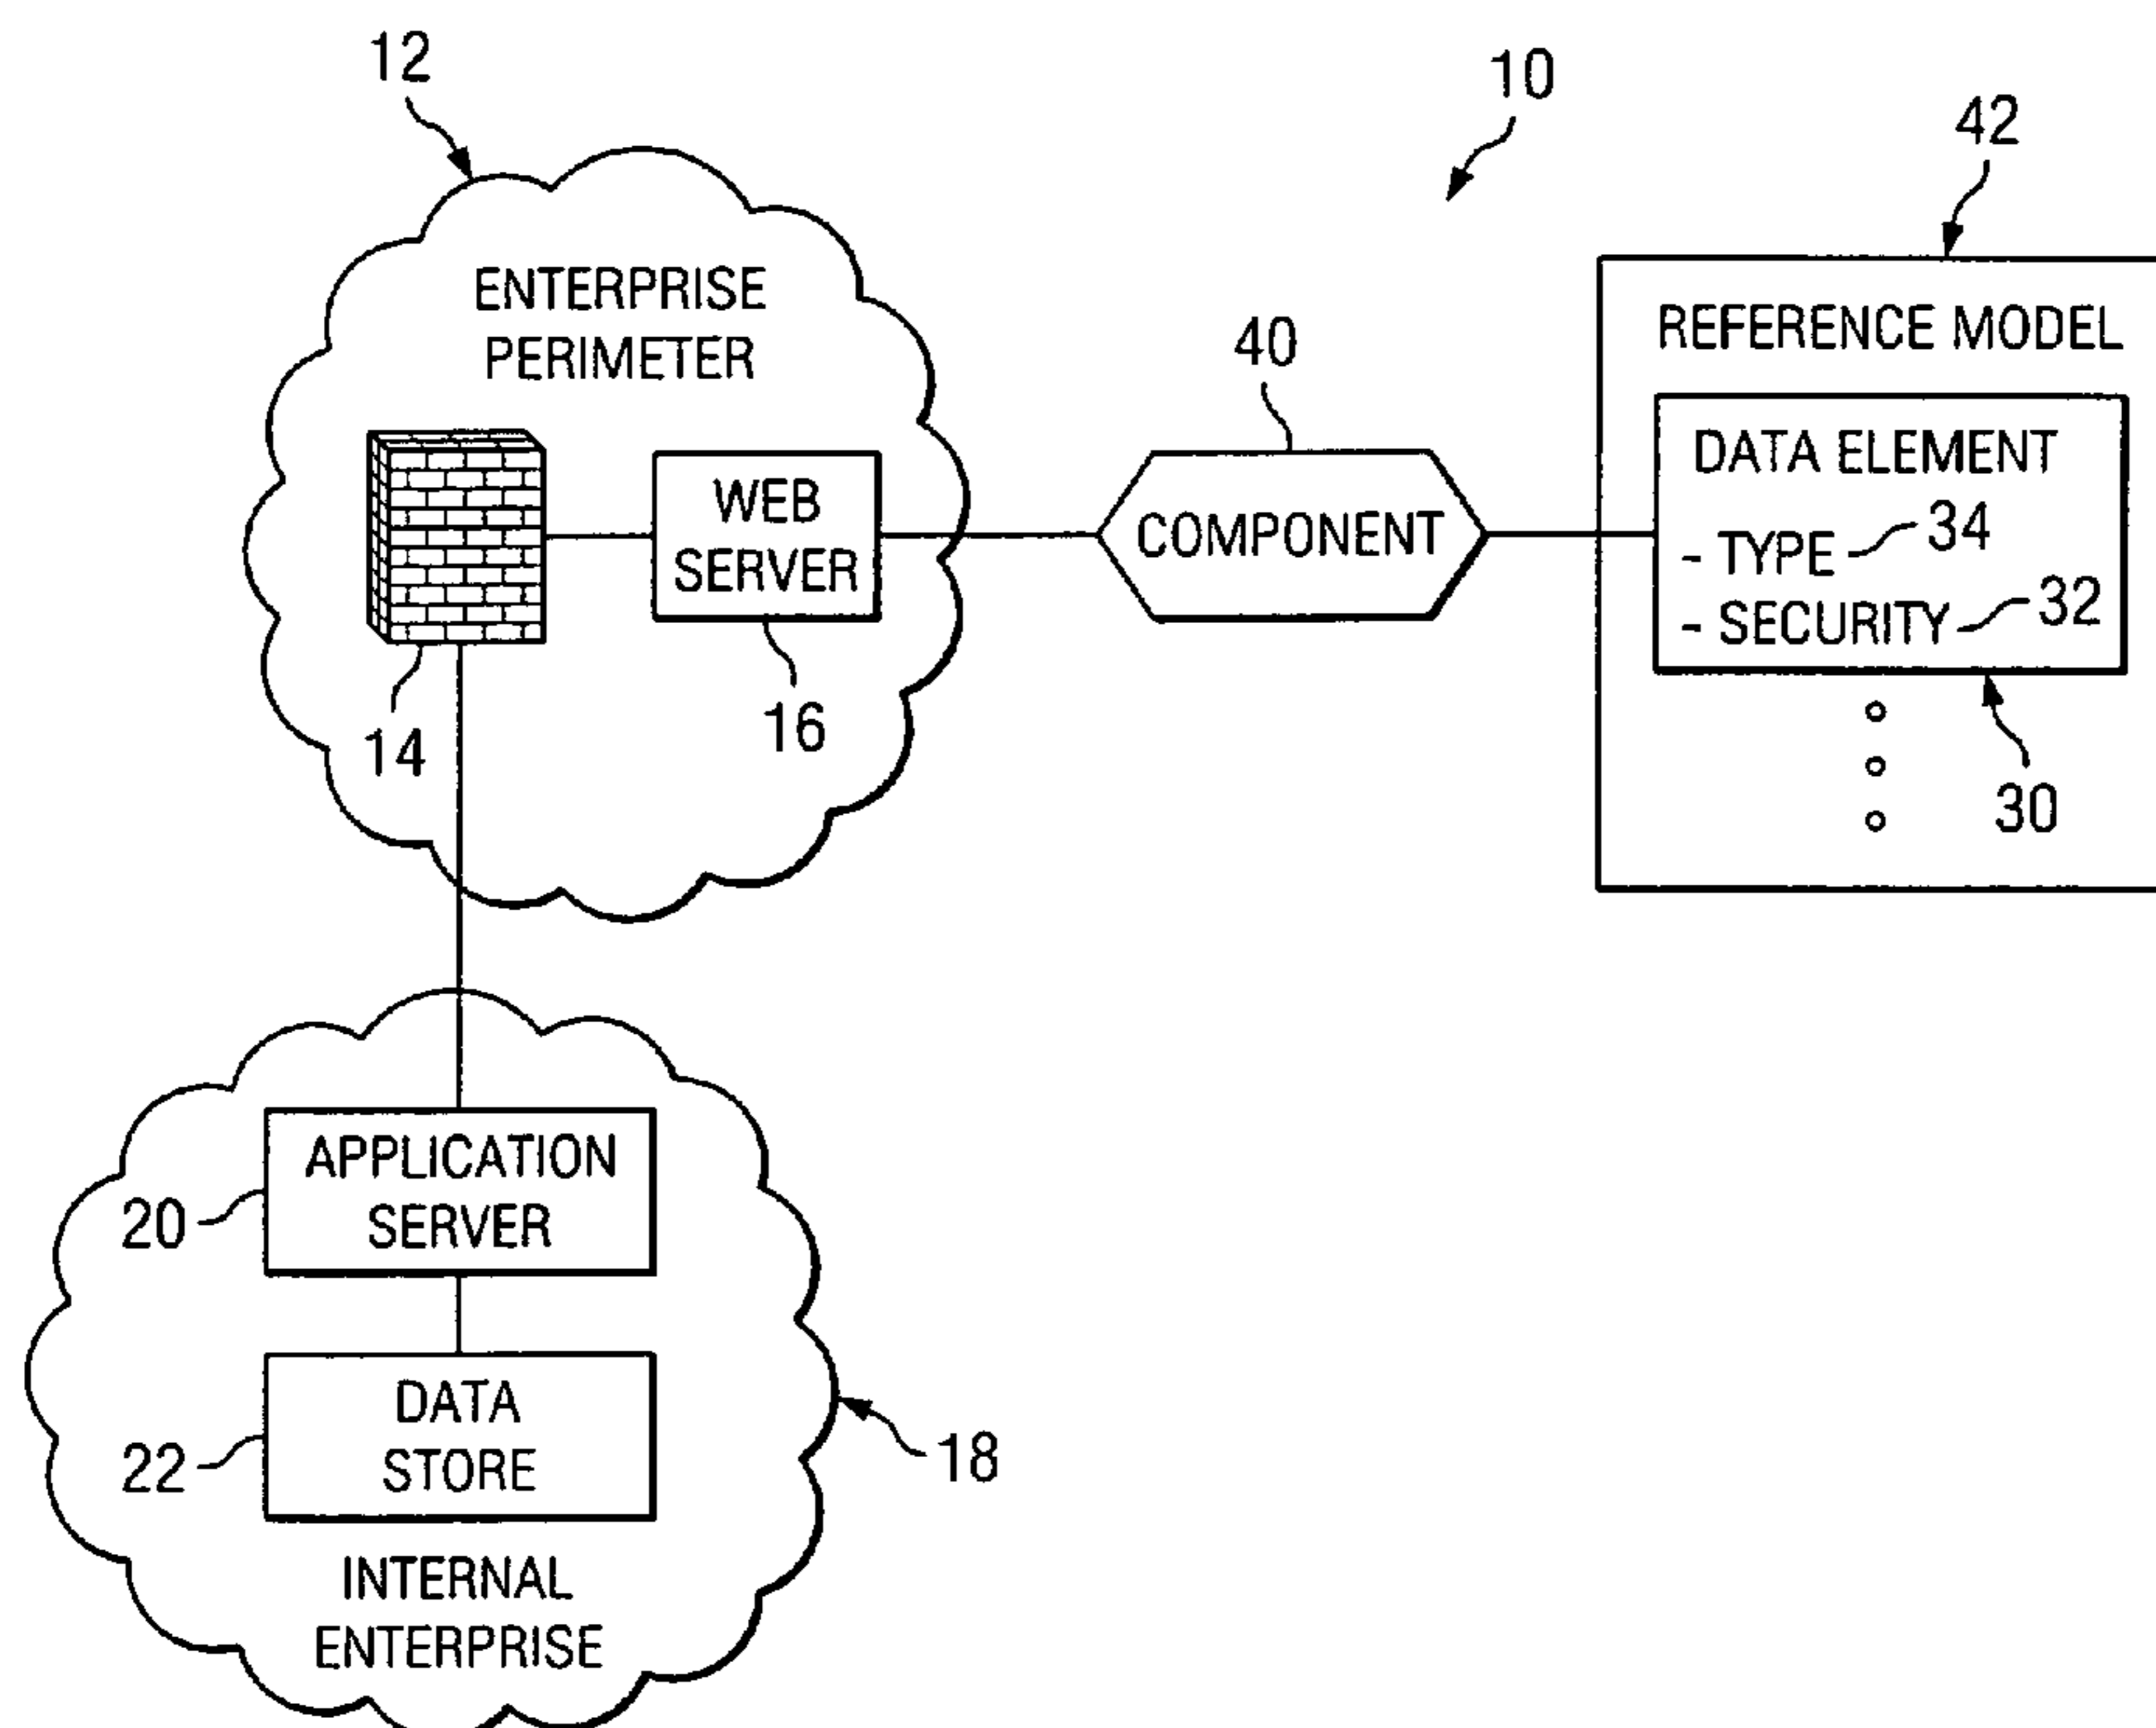 12
10
42
ENTERPRISE
PERIMETER
REFERENCE MODEL
40
DATA ELEMENT
- TYPE 34
- SECURITY 32
WEB
SERVER
COMPONENT
14
16
30
APPLICATION
SERVER
20
DATA
STORE
22
18
INTERNAL
ENTERPRISE